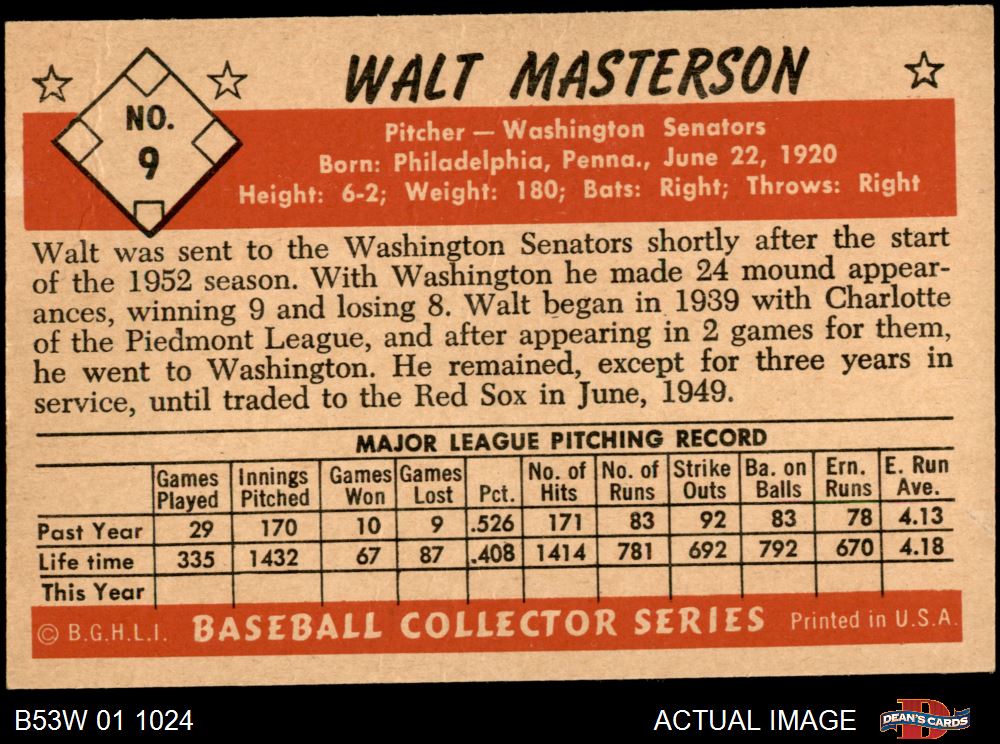 WALT MASTERSON
NO.
9
Pitcher — Washington Senators
Born: Philadelphia, Penna., June 22, 1920
Height: 6-2; Weight: 180; Bats: Right; Throws: Right
Walt was sent to the Washington Senators shortly after the start
of the 1952 season. With Washington he made 24 mound appear-
ances, winning 9 and losing 8. Walt began in 1939 with Charlotte
of the Piedmont League, and after appearing in 2 games for them,
he went to Washington. He remained, except for three years in
service, until traded to the Red Sox in June, 1949.
MAJOR LEAGUE PITCHING RECORD
Games Innings Games Games No. of No. of Strike Ba. on Ern. E. Run
Played Pitched Won Lost Pct. Hits Runs Outs Balls Runs Ave.
Past Year 29 170 10 9 .526 171 83 92 83 78 4.13
Life time 335 1432 67 87 .408 1414 781 692 792 670 4.18
This Year
© B.G.H.L.I. BASEBALL COLLECTOR SERIES Printed in U.S.A.
B53W 01 1024 ACTUAL IMAGE DEAN'S CARDS